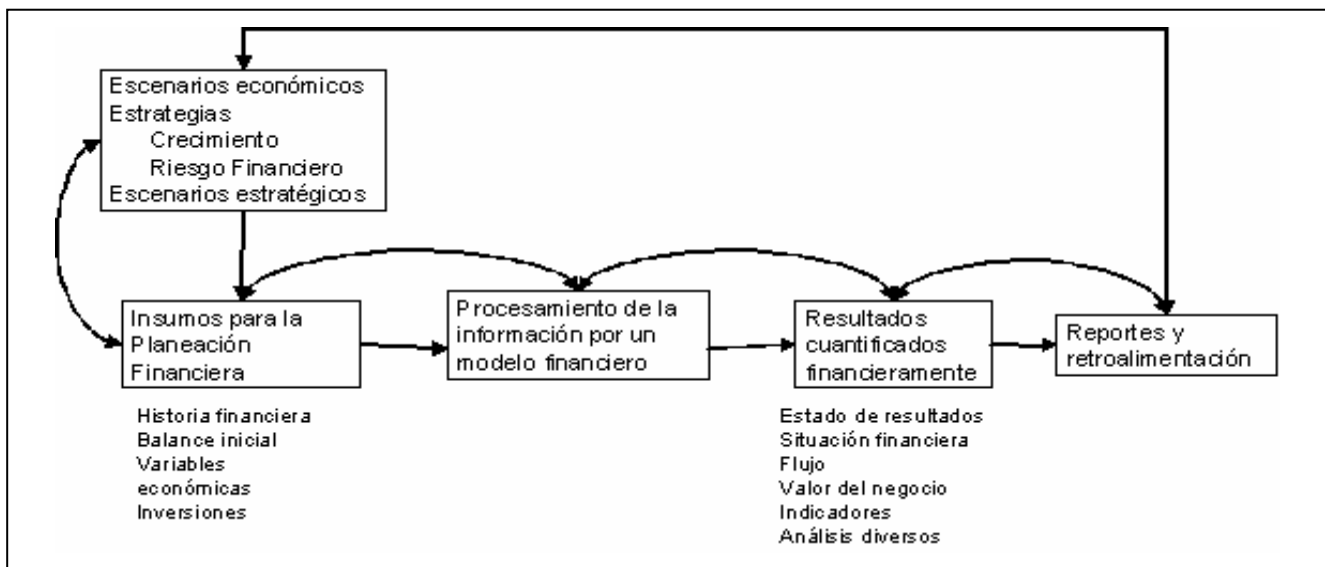 Escenarios económicos
Estrategias
Crecimiento
Riesgo Financiero
Escenarios estratégicos
Insumos para la
Planeación
Financiera
Procesamiento de la
información por un
modelo financiero
Resultados
cuantificados
financieramente
Reportes y
retroalimentación
Historia financiera
Balance inicial
Variables
económicas
Inversiones
Estado de resultados
Situación financiera
Flujo
Valor del negocio
Indicadores
Análisis diversos